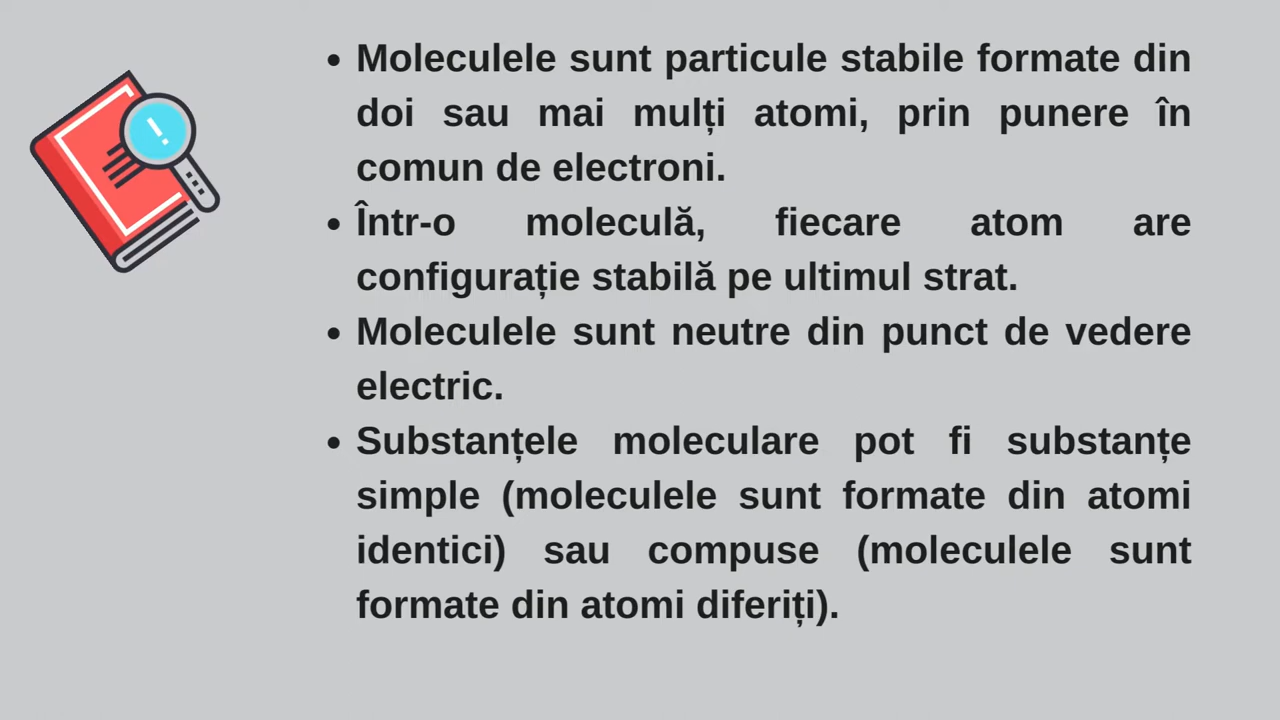 • Moleculele sunt particule stabile formate din
doi sau mai mulți atomi, prin punere în
comun de electroni.
• Într-o moleculă, fiecare atom are
configurație stabilă pe ultimul strat.
• Moleculele sunt neutre din punct de vedere
electric.
• Substanțele moleculare pot fi substanțe
simple (moleculele sunt formate din atomi
identici) sau compuse (moleculele sunt
formate din atomi diferiți).